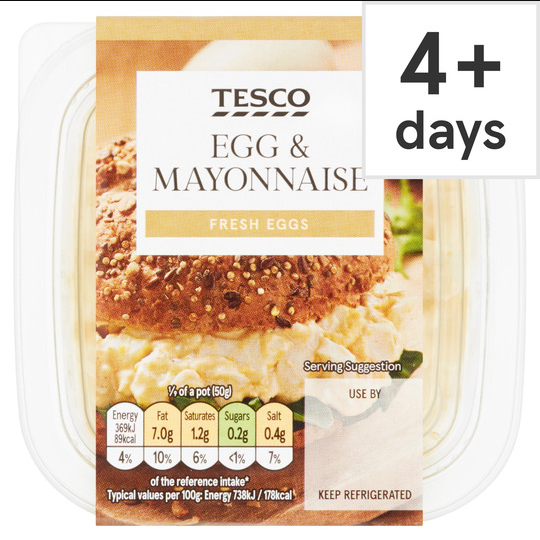 4+
days
TESCO
EGG &
MAYONNAISE
FRESH EGGS
Serving Suggestion
USE BY
KEEP REFRIGERATED
of a pot (50g)
Energy
369kJ
89kcal
4%
Fat
7.0g
10%
Saturates
1.2g
6%
Sugars
0.2g
<1%
Salt
0.4g
7%
of the reference intake*
Typical values per 100g: Energy 738kJ / 178kcal